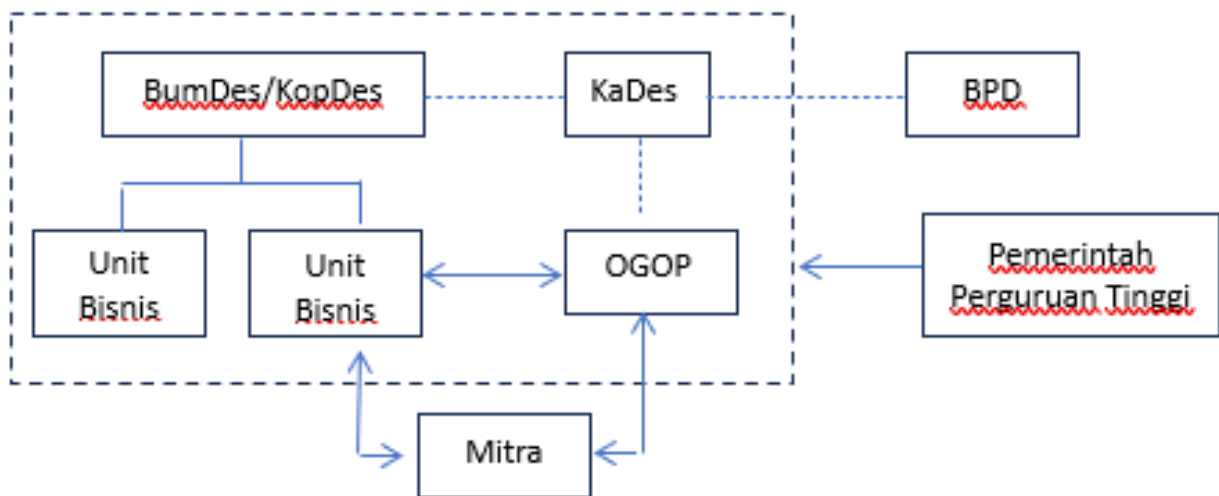 BumDes/KopDes
KaDes
BPD
Unit
Bisnis
Unit
Bisnis
OGOP
Pemerintah
Perguruan Tinggi
Mitra